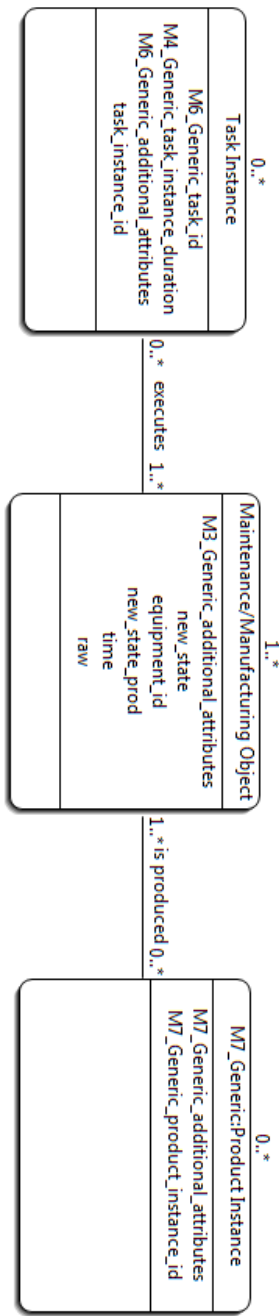 0..*
Task Instance
M6_Generic_task_id
M4_Generic_task_instance_duration
M6_Generic_additional_attributes
task_instance_id
0..* executes 1..*
1..*
Maintenance/Manufacturing Object
M3_Generic_additional_attributes
new_state
equipment_id
new_state_prod
time
raw
1..* is produced 0..*
0..*
M7_Generic:Product Instance
M7_Generic_additional_attributes
M7_Generic_product_instance_id